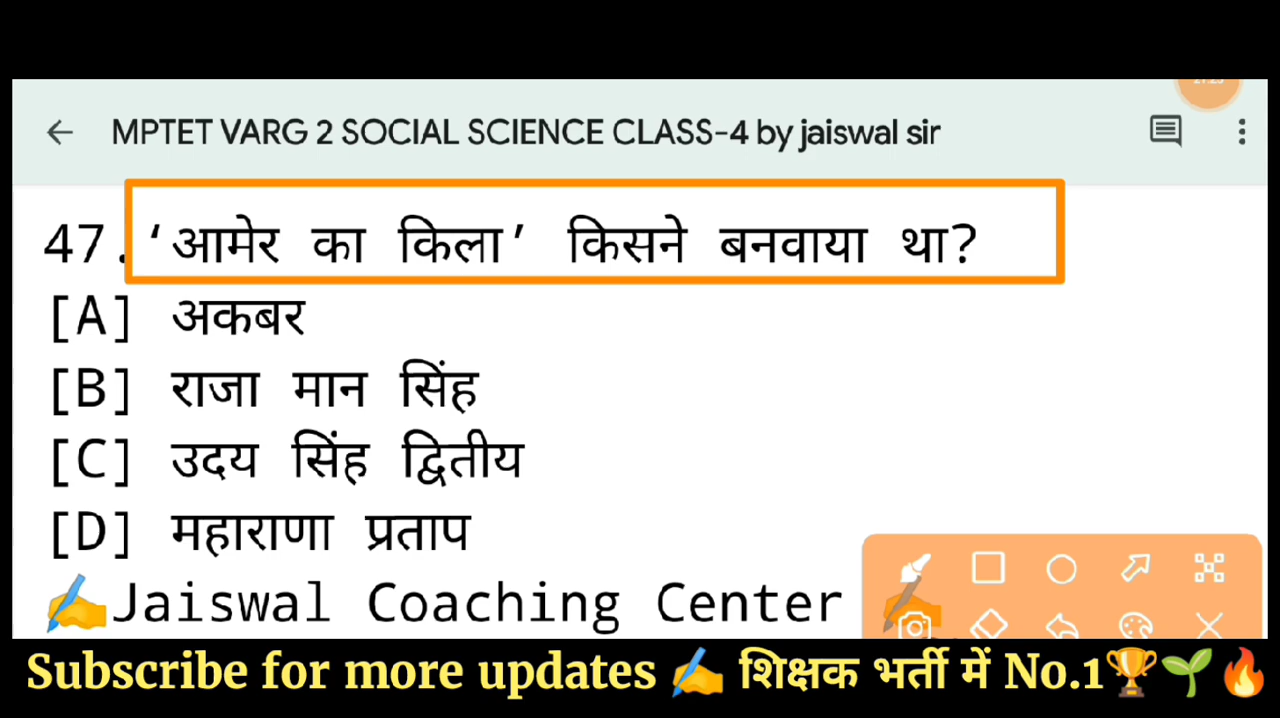 MPTET VARG 2 SOCIAL SCIENCE CLASS-4 by jaiswal sir
47. ‘आमेर का किला’ किसने बनवाया था?
[A] अकबर
[B] राजा मान सिंह
[C] उदय सिंह द्वितीय
[D] महाराणा प्रताप
✍️Jaiswal Coaching Center ✍️
Subscribe for more updates ✍️ शिक्षक भर्ती में No.1🏆🌱🔥